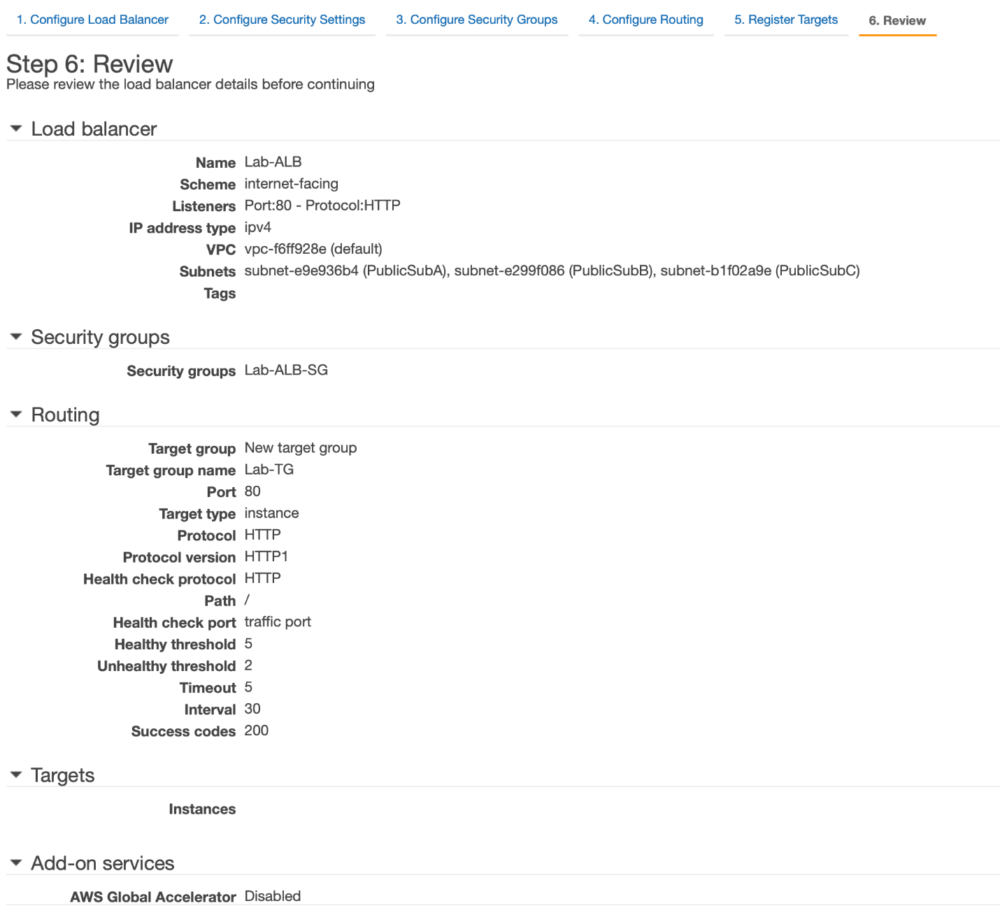 1. Configure Load Balancer 2. Configure Security Settings 3. Configure Security Groups 4. Configure Routing 5. Register Targets 6. Review
Step 6: Review
Please review the load balancer details before continuing
Load balancer
Name Lab-ALB
Scheme internet-facing
Listeners Port:80 - Protocol:HTTP
IP address type ipv4
VPC vpc-f6ff928e (default)
Subnets subnet-e9e936b4 (PublicSubA), subnet-e299f086 (PublicSubB), subnet-b1f02a9e (PublicSubC)
Tags
Security groups
Security groups Lab-ALB-SG
Routing
Target group New target group
Target group name Lab-TG
Port 80
Target type instance
Protocol HTTP
Protocol version HTTP1
Health check protocol HTTP
Path /
Health check port traffic port
Healthy threshold 5
Unhealthy threshold 2
Timeout 5
Interval 30
Success codes 200
Targets
Instances
Add-on services
AWS Global Accelerator Disabled